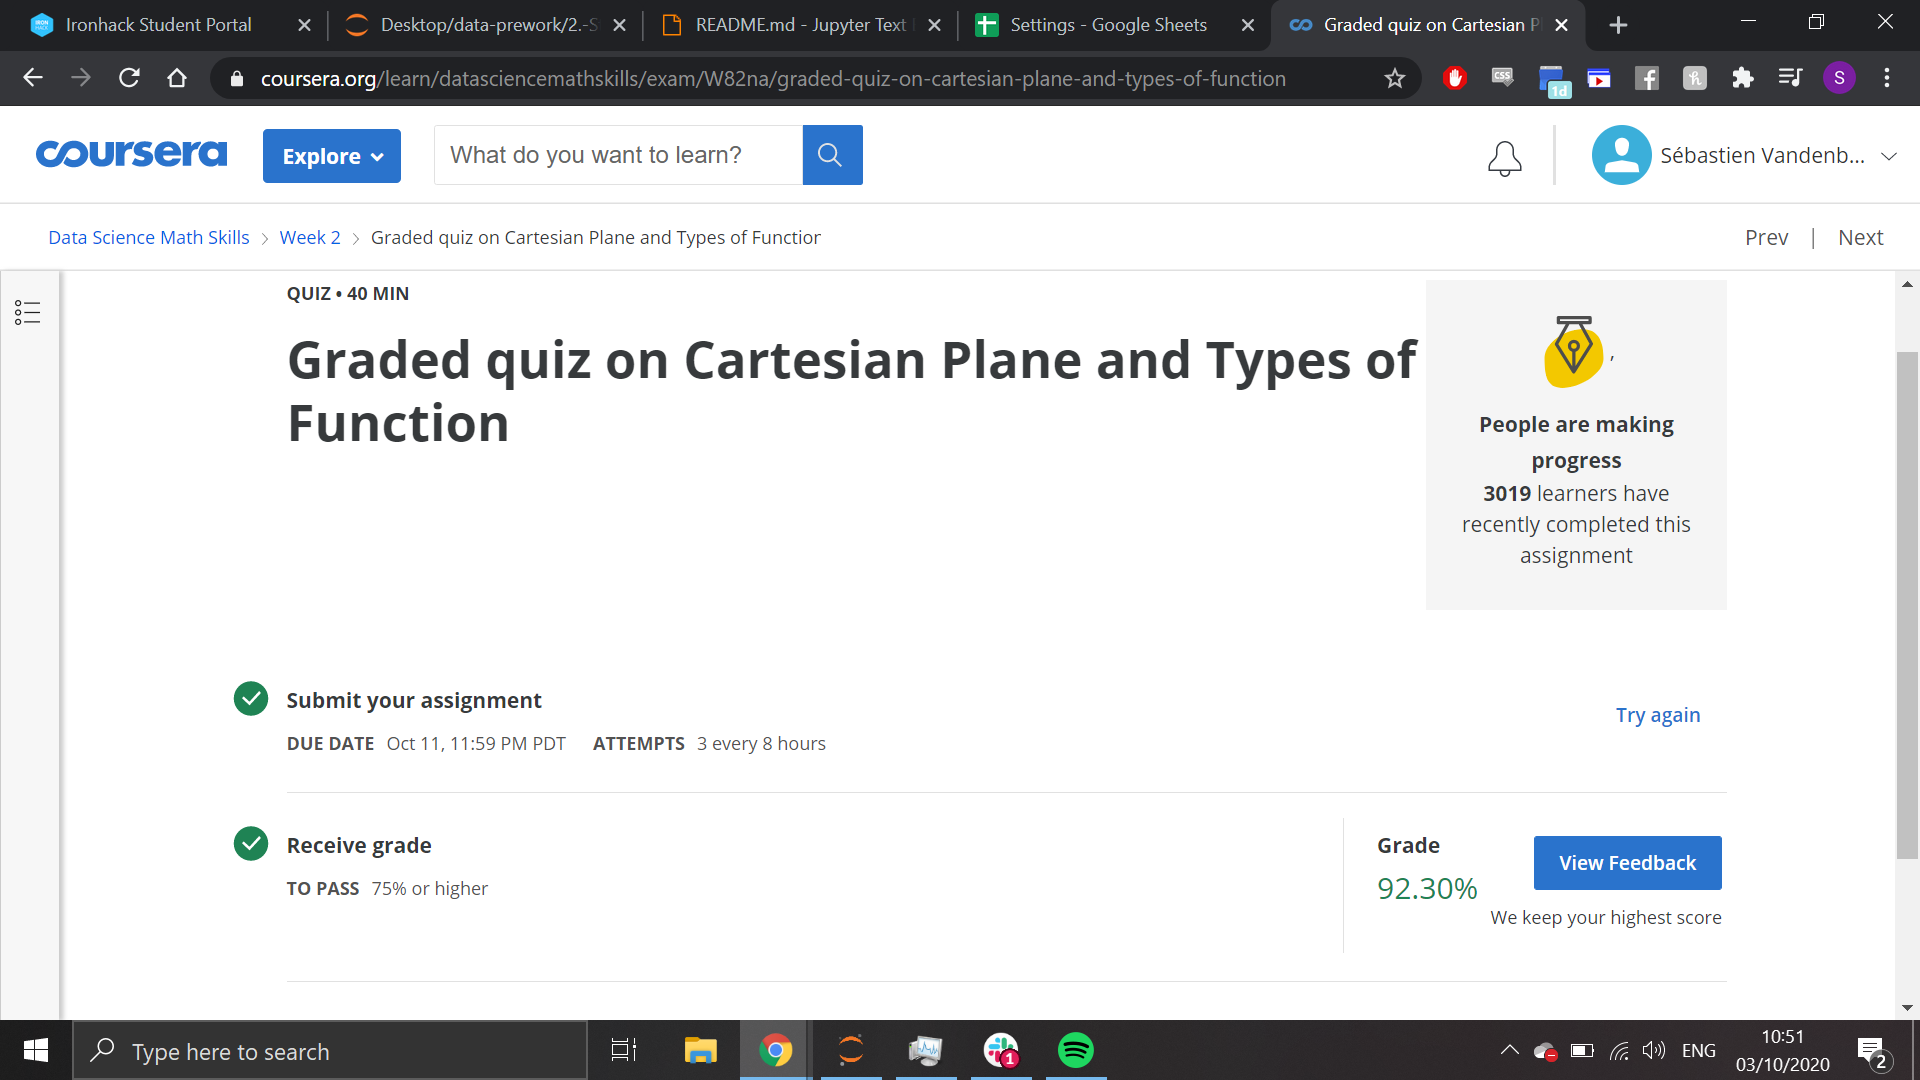 Ironhack Student Portal
Desktop/data-prework/2.-S
README.md - Jupyter Text
Settings - Google Sheets
Graded quiz on Cartesian P
coursera.org/learn/datasciencemathskills/exam/W82na/graded-quiz-on-cartesian-plane-and-types-of-function
CSS
1d
S
coursera
Explore
What do you want to learn?
Sébastien Vandenb...
Data Science Math Skills > Week 2 > Graded quiz on Cartesian Plane and Types of Function
Prev | Next
QUIZ • 40 MIN
Graded quiz on Cartesian Plane and Types of
Function
,
People are making
progress
3019 learners have
recently completed this
assignment
Submit your assignment
Try again
DUE DATE Oct 11, 11:59 PM PDT ATTEMPTS 3 every 8 hours
Receive grade
TO PASS 75% or higher
Grade
92.30%
View Feedback
We keep your highest score
Type here to search
1
ENG
10:51
03/10/2020
2